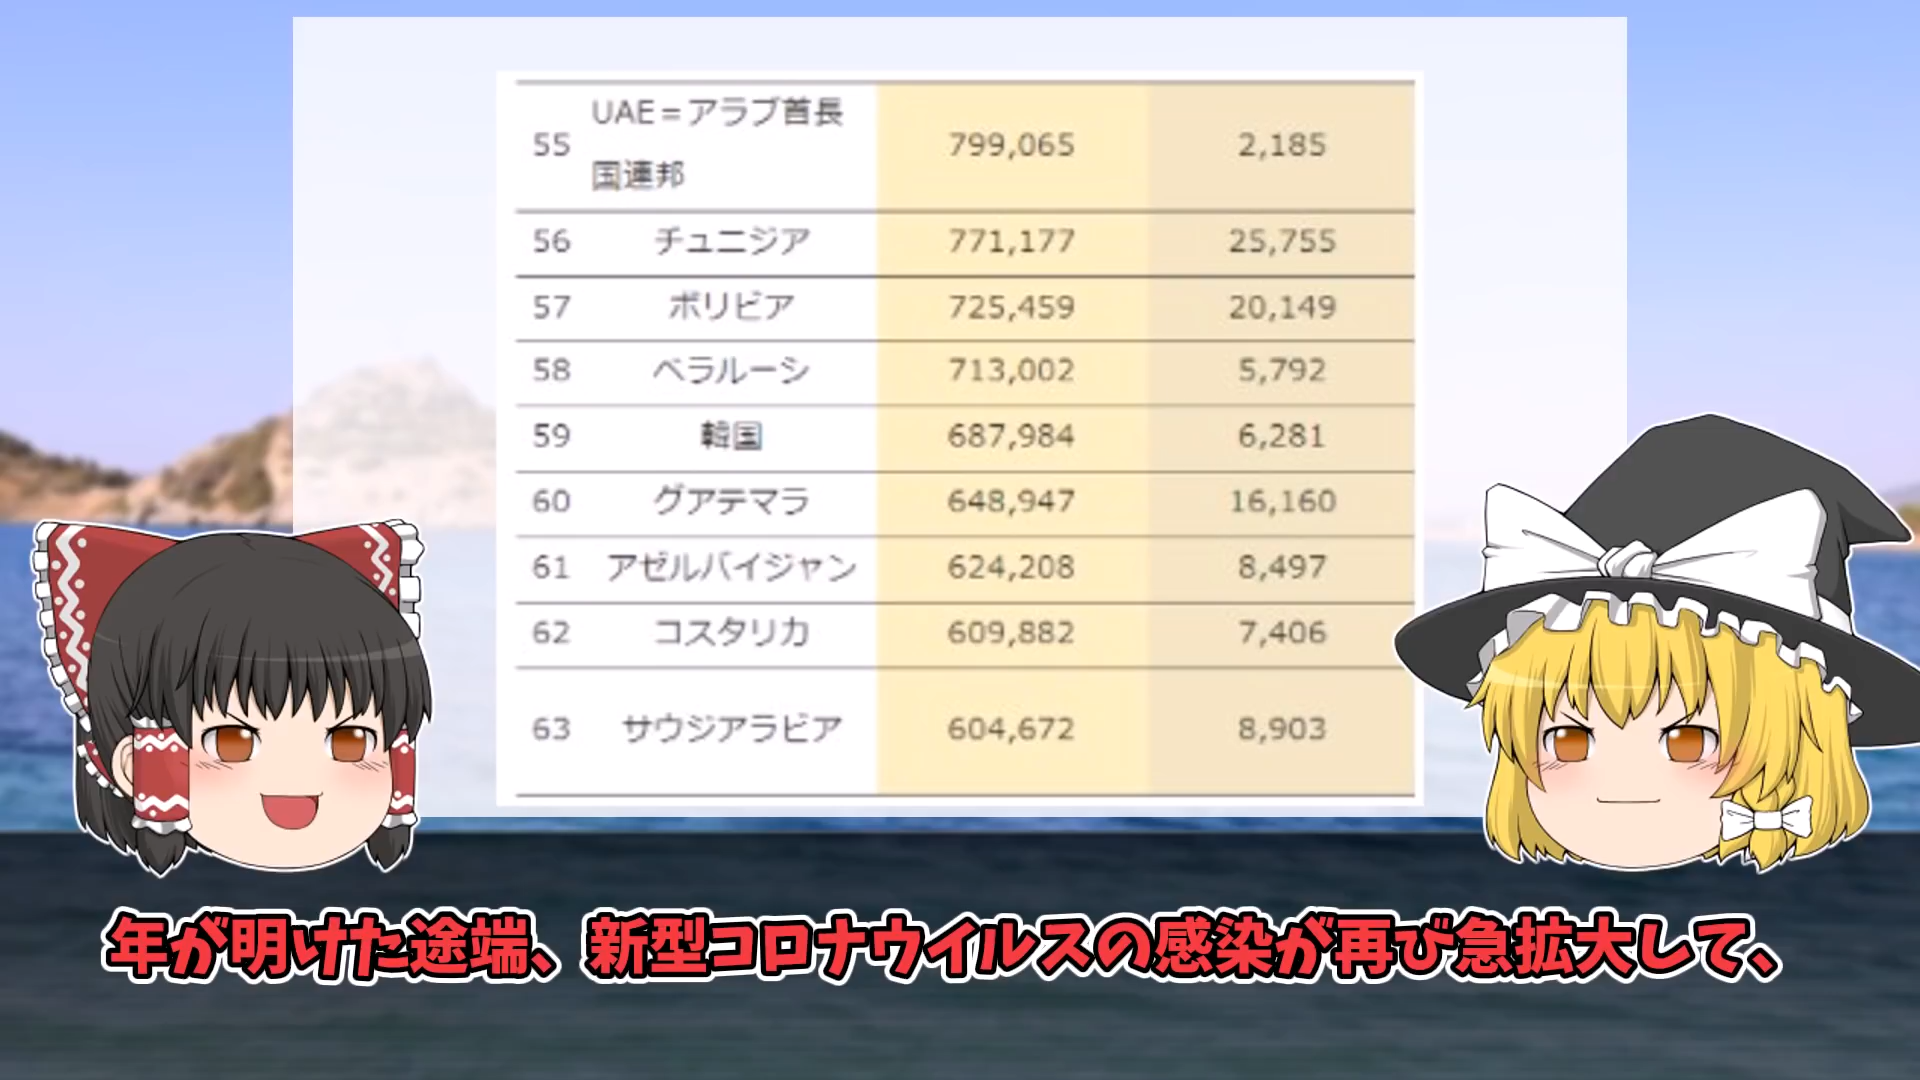 55 UAE＝アラブ首長
国連邦 799,065 2,185
56 チュニジア 771,177 25,755
57 ボリビア 725,459 20,149
58 ベラルーシ 713,002 5,792
59 韓国 687,984 6,281
60 グアテマラ 648,947 16,160
61 アゼルバイジャン 624,208 8,497
62 コスタリカ 609,882 7,406
63 サウジアラビア 604,672 8,903
年が明けた途端、新型コロナウイルスの感染が再び急拡大して、